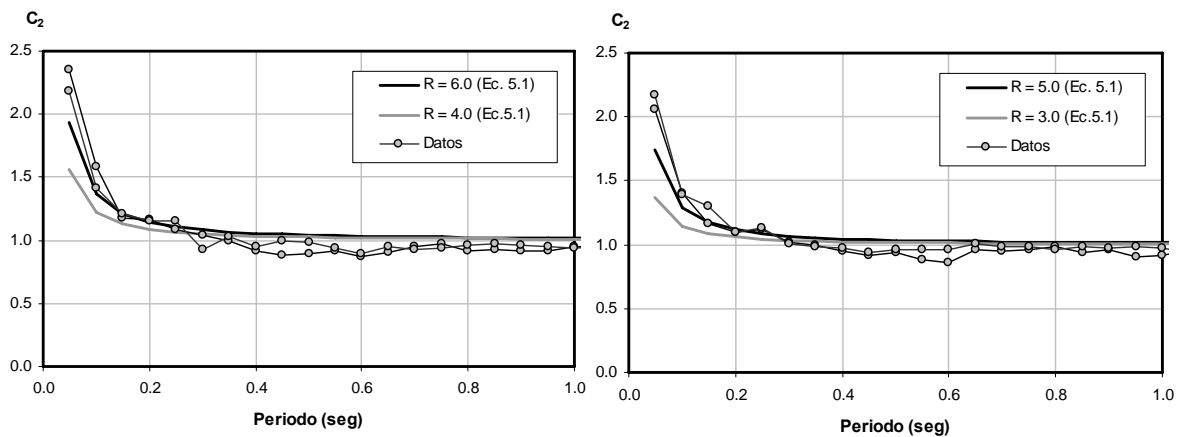 C2
2.5
2.0
1.5
1.0
0.5
0.0
R = 6.0 (Ec. 5.1)
R = 4.0 (Ec.5.1)
Datos
0.0 0.2 0.4 0.6 0.8 1.0
Periodo (seg)
C2
2.5
2.0
1.5
1.0
0.5
0.0
R = 5.0 (Ec. 5.1)
R = 3.0 (Ec.5.1)
Datos
0.0 0.2 0.4 0.6 0.8 1.0
Periodo (seg)